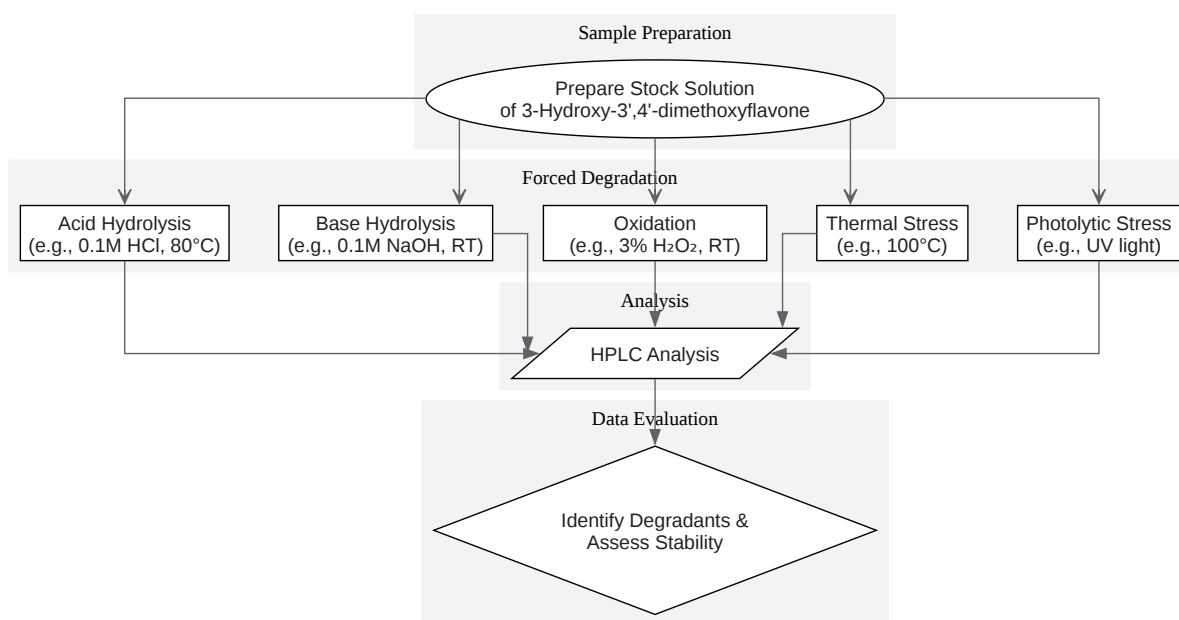 Sample Preparation
Prepare Stock Solution
of 3-Hydroxy-3',4'-dimethoxyflavone
Forced Degradation
Acid Hydrolysis
(e.g., 0.1M HCl, 80°C)
Base Hydrolysis
(e.g., 0.1M NaOH, RT)
Oxidation
(e.g., 3% H₂O₂, RT)
Thermal Stress
(e.g., 100°C)
Photolytic Stress
(e.g., UV light)
Analysis
HPLC Analysis
Data Evaluation
Identify Degradants &
Assess Stability